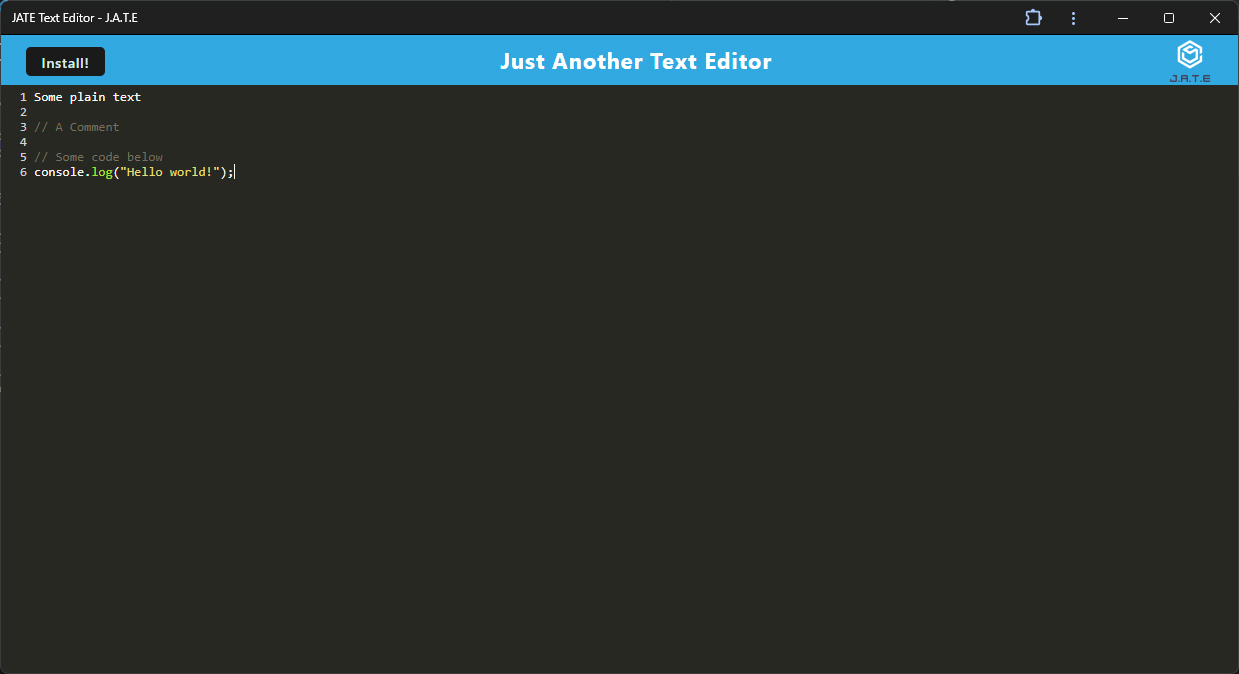 JATE Text Editor - J.A.T.E
Install!
Just Another Text Editor
J.A.T.E
1 Some plain text
2
3 // A Comment
4
5 // Some code below
6 console.log("Hello world!");